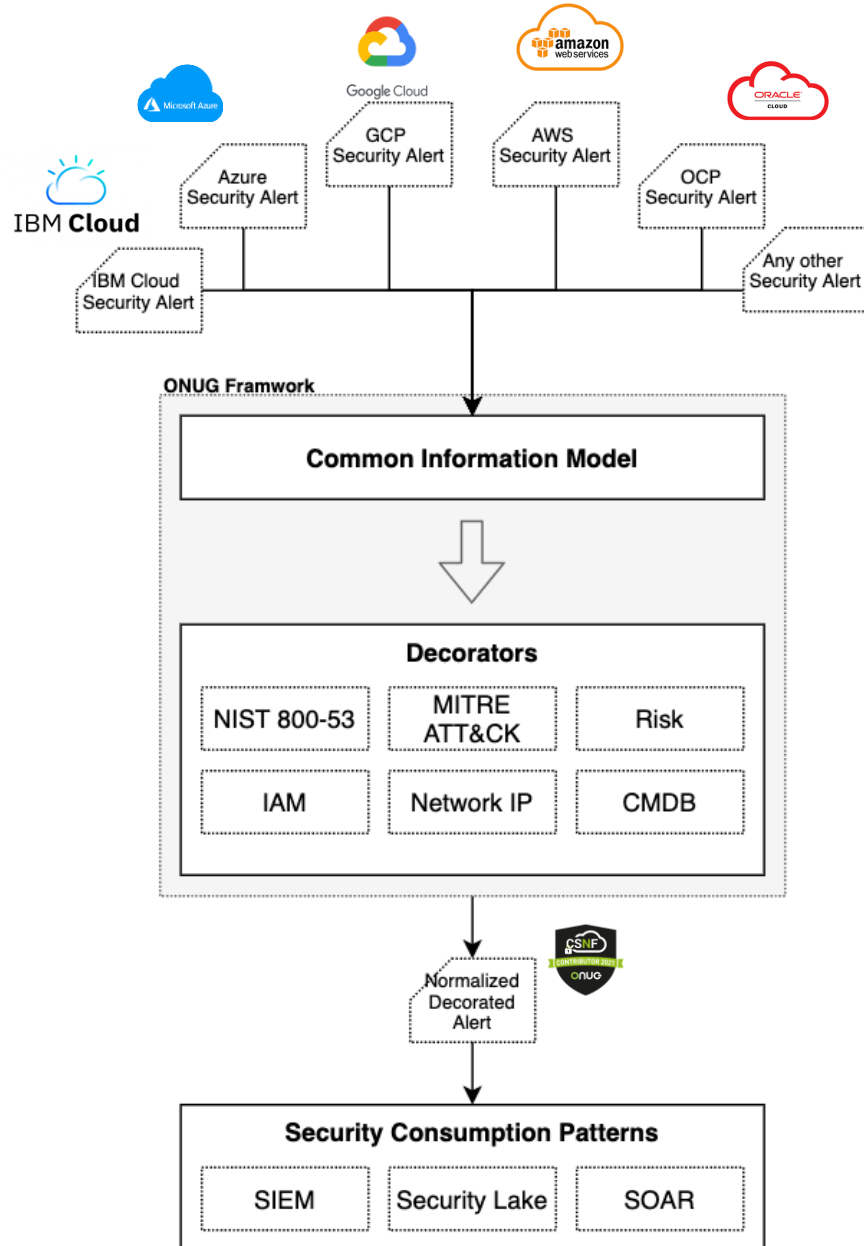 amazon
web services
Google Cloud
Microsoft Azure
ORACLE
CLOUD
IBM Cloud
GCP
Security Alert
AWS
Security Alert
Azure
Security Alert
OCP
Security Alert
IBM Cloud
Security Alert
Any other
Security Alert
ONUG Framwork
Common Information Model
Decorators
NIST 800-53
MITRE
ATT&CK
Risk
IAM
Network IP
CMDB
CSNF
CONTRIBUTOR 2021
ONUG
Normalized
Decorated
Alert
Security Consumption Patterns
SIEM
Security Lake
SOAR